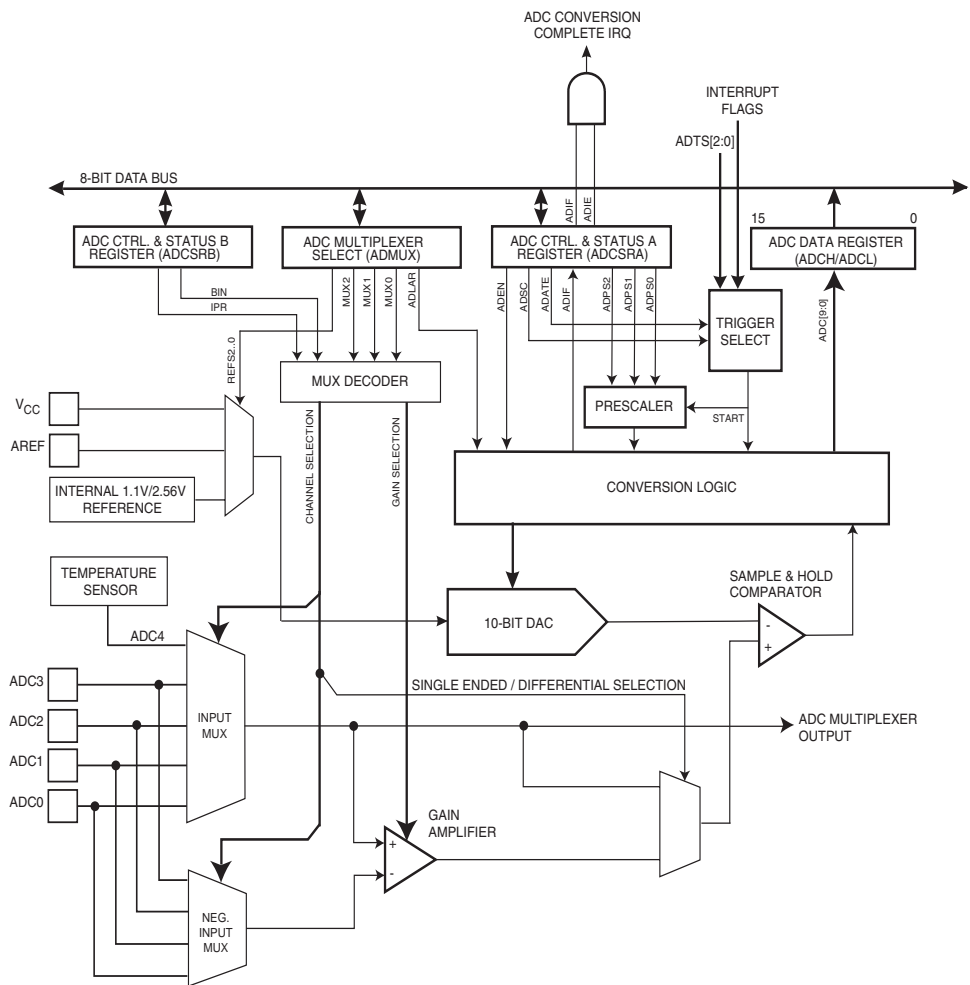 ADC CONVERSION
COMPLETE IRQ
INTERRUPT
FLAGS
ADTS[2:0]
8-BIT DATA BUS
ADIF
ADIE
15
0
ADC CTRL. & STATUS B
REGISTER (ADCSRB)
ADC MULTIPLEXER
SELECT (ADMUX)
ADC CTRL. & STATUS A
REGISTER (ADCSRA)
ADC DATA REGISTER
(ADCH/ADCL)
BIN
IPR
REFS2..0
MUX2
MUX1
MUX0
ADLAR
ADEN
ADSC
ADATE
ADIF
ADPS2
ADPS1
ADPS0
TRIGGER
SELECT
ADC[9:0]
MUX DECODER
PRESCALER
START
VCC
AREF
INTERNAL 1.1V/2.56V
REFERENCE
CHANNEL SELECTION
GAIN SELECTION
CONVERSION LOGIC
TEMPERATURE
SENSOR
ADC4
10-BIT DAC
SAMPLE & HOLD
COMPARATOR
-
+
ADC3
ADC2
ADC1
ADC0
INPUT
MUX
SINGLE ENDED / DIFFERENTIAL SELECTION
ADC MULTIPLEXER
OUTPUT
GAIN
AMPLIFIER
+
-
NEG.
INPUT
MUX